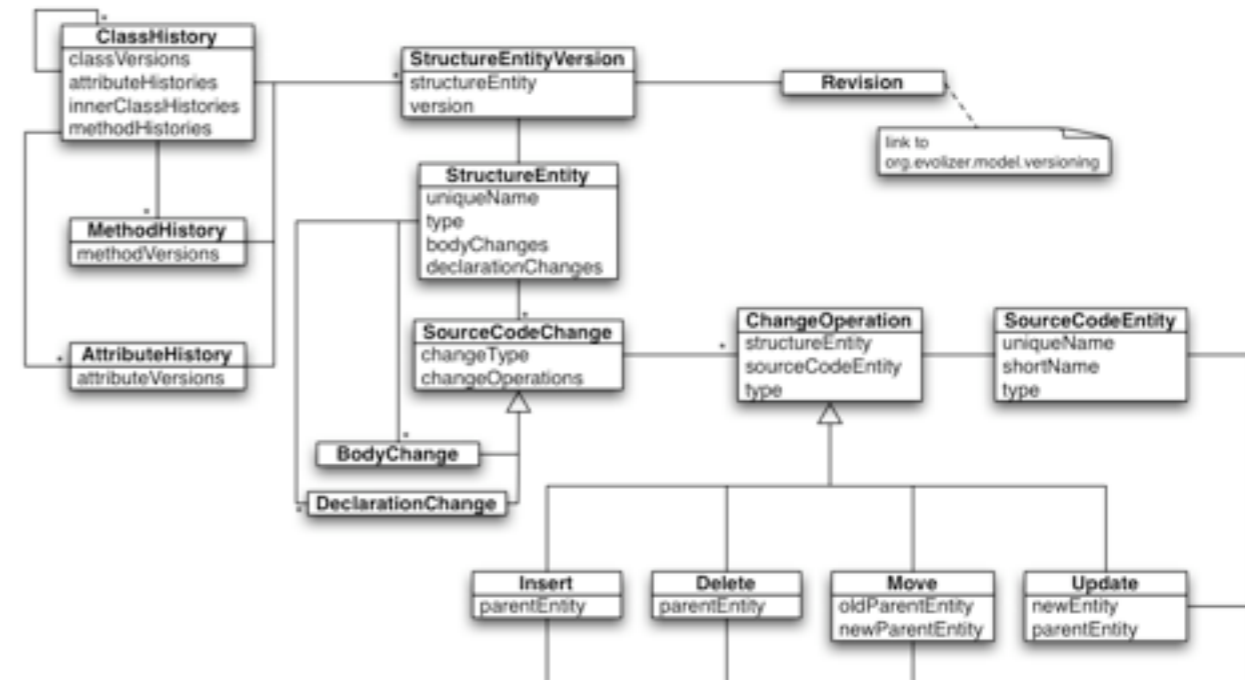 ClassHistory
classVersions
attributeHistories
innerClassHistories
methodHistories
StructureEntityVersion
structureEntity
version
Revision
link to
org.evolizer.model.versioning
StructureEntity
uniqueName
type
bodyChanges
declarationChanges
MethodHistory
methodVersions
AttributeHistory
attributeVersions
SourceCodeChange
changeType
changeOperations
ChangeOperation
structureEntity
sourceCodeEntity
type
SourceCodeEntity
uniqueName
shortName
type
BodyChange
DeclarationChange
Insert
parentEntity
Delete
parentEntity
Move
oldParentEntity
newParentEntity
Update
newEntity
parentEntity